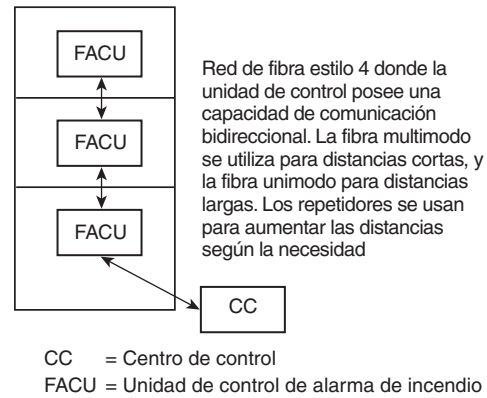 FACU
FACU
FACU
CC
Red de fibra estilo 4 donde la
unidad de control posee una
capacidad de comunicación
bidireccional. La fibra multimodo
se utiliza para distancias cortas, y
la fibra unimodo para distancias
largas. Los repetidores se usan
para aumentar las distancias
según la necesidad
CC = Centro de control
FACU = Unidad de control de alarma de incendio